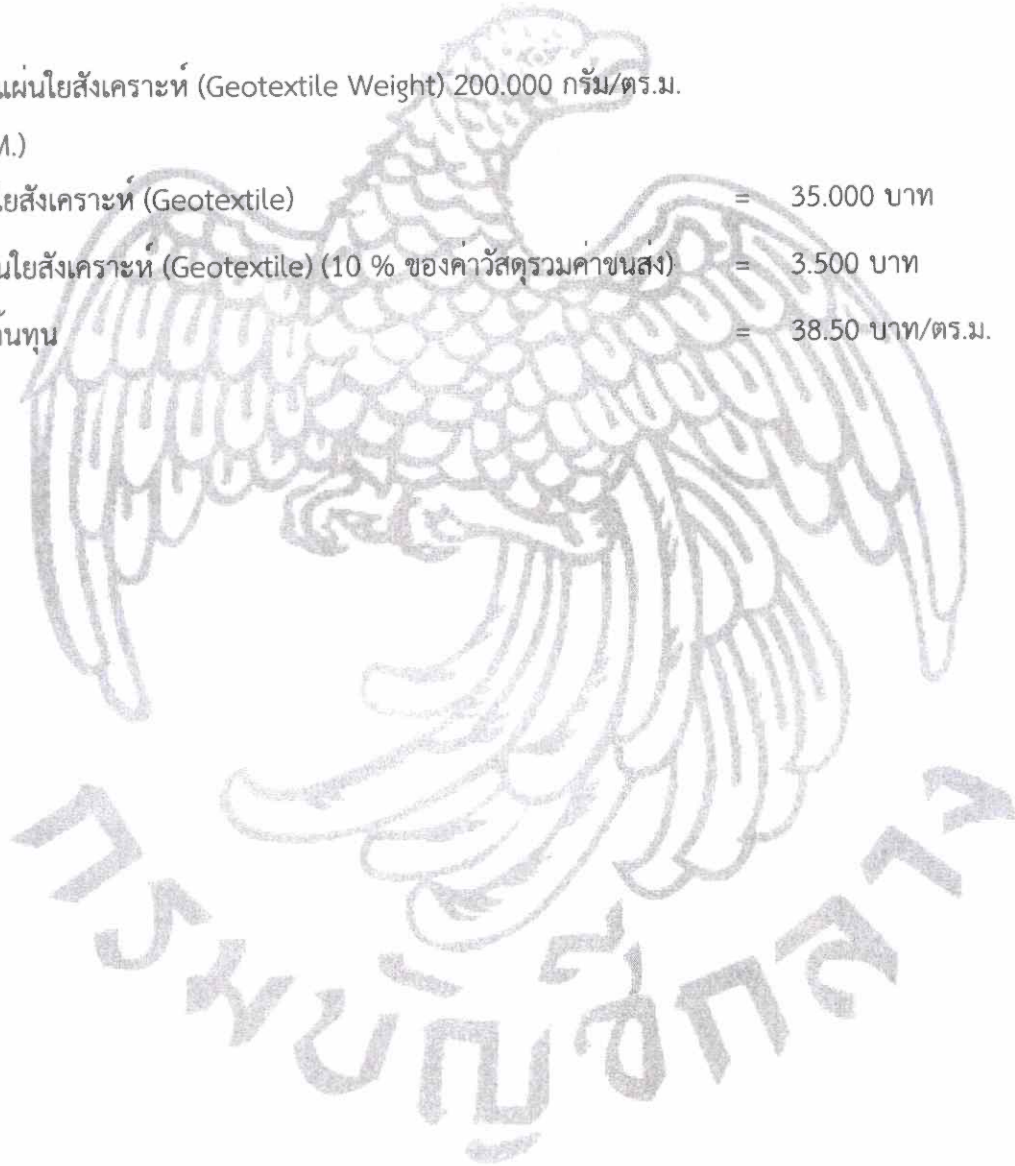 แผ่นใยสังเคราะห์ (Geotextile Weight) 200.000 กรัม/ตร.ม.
M.)
ใยสังเคราะห์ (Geotextile) = 35.000 บาท
นใยสังเคราะห์ (Geotextile) (10 % ของค่าวัสดุรวมค่าขนส่ง) = 3.500 บาท
้นทุน = 38.50 บาท/ตร.ม.
กรมบัญชีกลาง